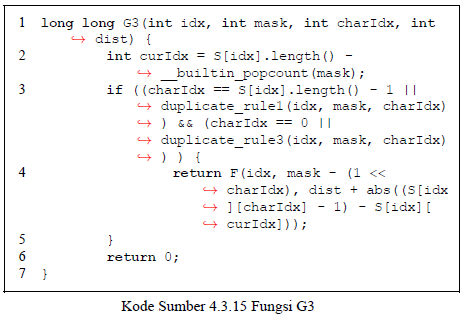 1 long long G3(int idx, int mask, int charIdx, int
↪ dist) {
2 int curIdx = S[idx].length() -
↪ __builtin_popcount(mask);
3 if ((charIdx == S[idx].length() - 1 ||
↪ duplicate_rule1(idx, mask, charIdx)
↪ ) && (charIdx == 0 ||
↪ duplicate_rule3(idx, mask, charIdx)
↪ ) ) {
4 return F(idx, mask - (1 <<
↪ charIdx), dist + abs((S[idx
↪ ][charIdx] - 1) - S[idx][
↪ curIdx]));
5 }
6 return 0;
7 }
Kode Sumber 4.3.15 Fungsi G3